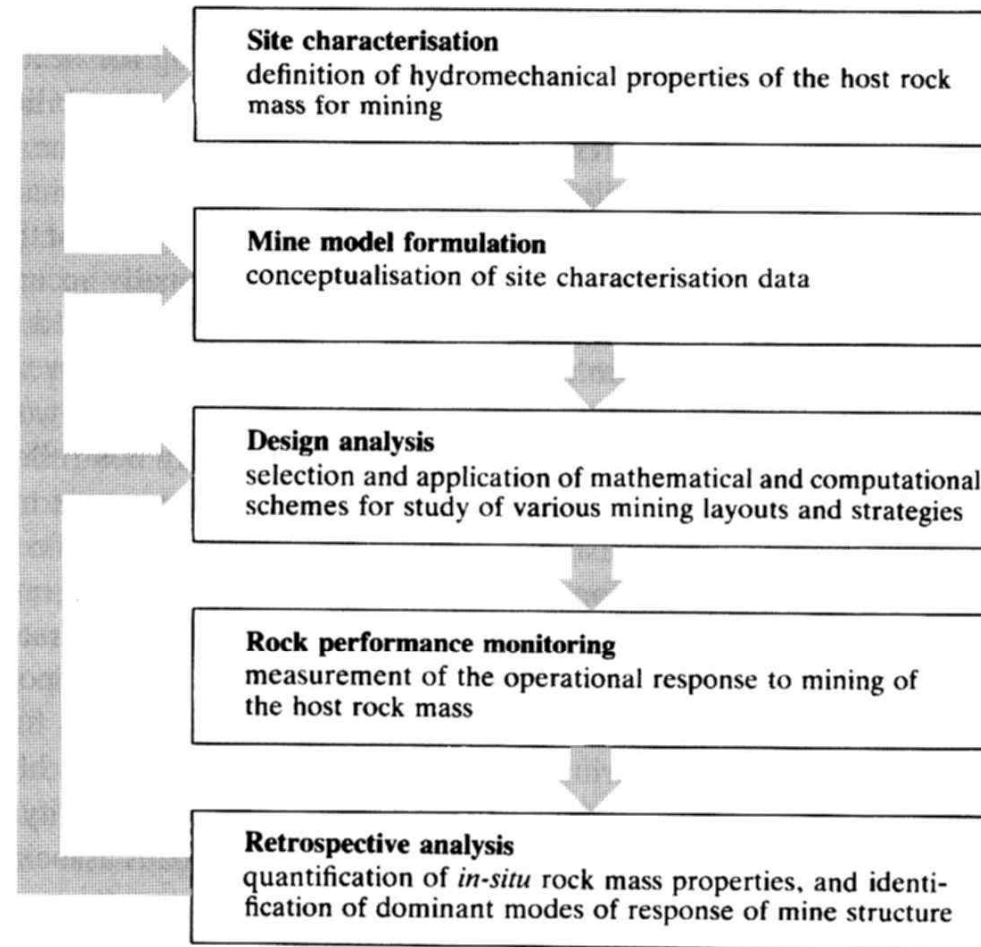 Site characterisation
definition of hydromechanical properties of the host rock
mass for mining
Mine model formulation
conceptualisation of site characterisation data
Design analysis
selection and application of mathematical and computational
schemes for study of various mining layouts and strategies
Rock performance monitoring
measurement of the operational response to mining of
the host rock mass
Retrospective analysis
quantification of in-situ rock mass properties, and identi-
fication of dominant modes of response of mine structure